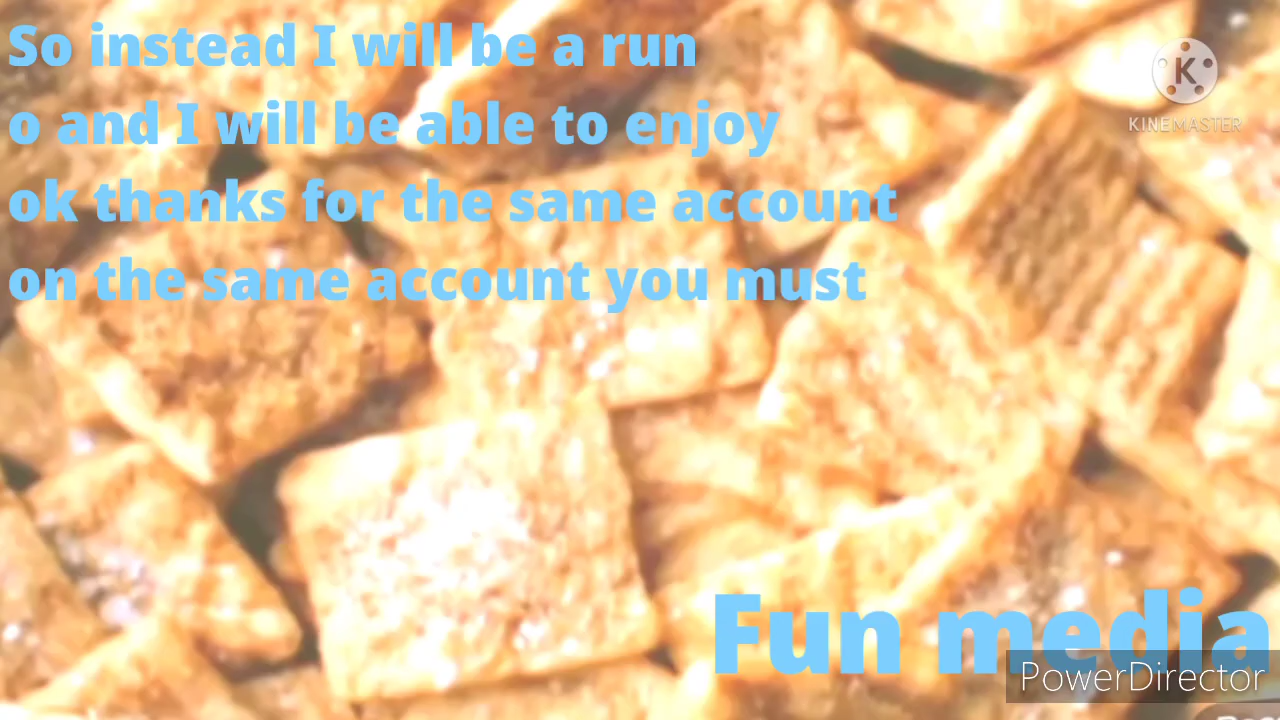 So instead I will be a run
o and I will be able to enjoy
ok thanks for the same account
on the same account you must
K
KINEMASTER
Fun media
PowerDirector